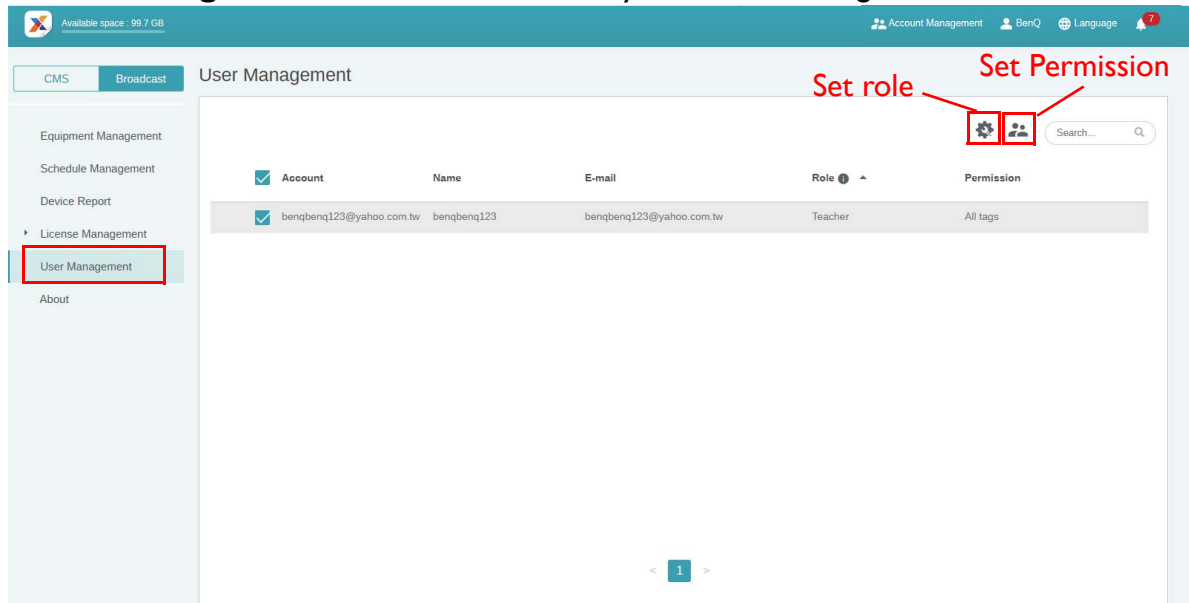 Available space : 99.7 GB
Account Management BenQ Language 7
CMS Broadcast
User Management
Set role
Set Permission
Search...
Equipment Management
Schedule Management
Device Report
License Management
User Management
About
Account Name E-mail Role Permission
benqbenq123@yahoo.com.tw benqbenq123 benqbenq123@yahoo.com.tw Teacher All tags
< 1 >